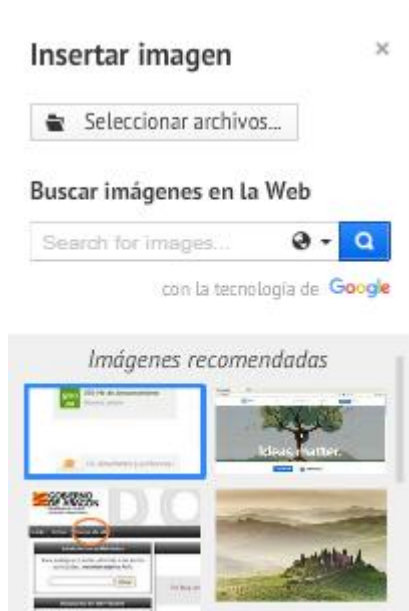 Insertar imagen
×
Seleccionar archivos...
Buscar imágenes en la Web
Search for images...
con la tecnología de Google
Imágenes recomendadas
Ideas matter.
GOBIERNO
DE ARAGON
DO